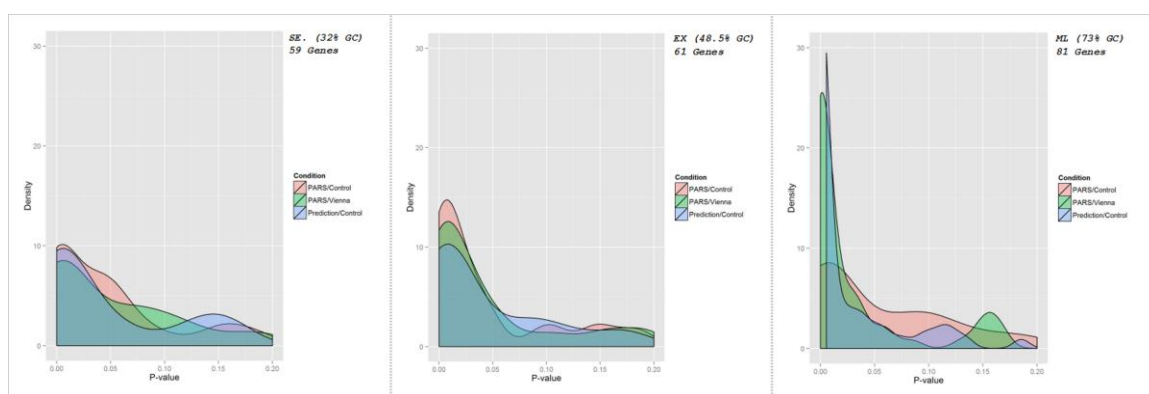 SE. (32% GC)
59 Genes
30
20
10
0
Density
0.00 0.05 0.10 0.15 0.20
P-value
Condition
PARS/Control
PARS/Vienna
Prediction/Control
EX (48.5% GC)
61 Genes
30
20
10
0
Density
0.00 0.05 0.10 0.15 0.20
P-value
Condition
PARS/Control
PARS/Vienna
Prediction/Control
ML (73% GC)
81 Genes
30
20
10
0
Density
0.00 0.05 0.10 0.15 0.20
P-value
Condition
PARS/Control
PARS/Vienna
Prediction/Control